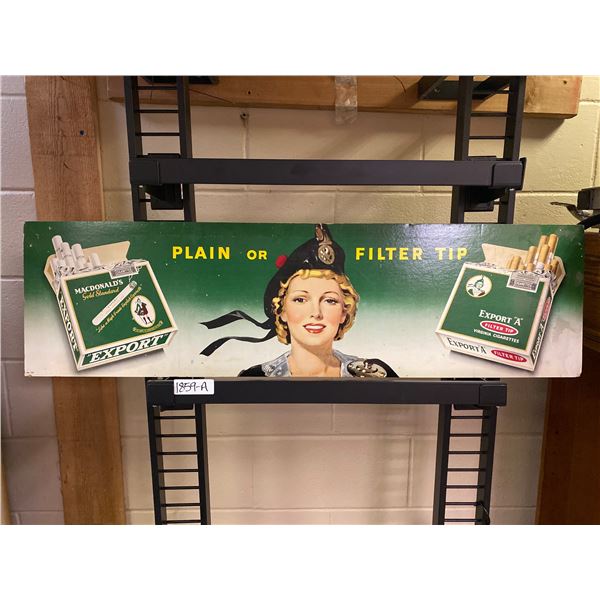 PLAIN OR FILTER TIP
MACDONALD'S
Gold Standard
"EXPORT"
"EXPORT"
EXPORT "A"
FILTER TIP
VIRGINIA CIGARETTES
EXPORT "A" FILTER TIP
1859-A